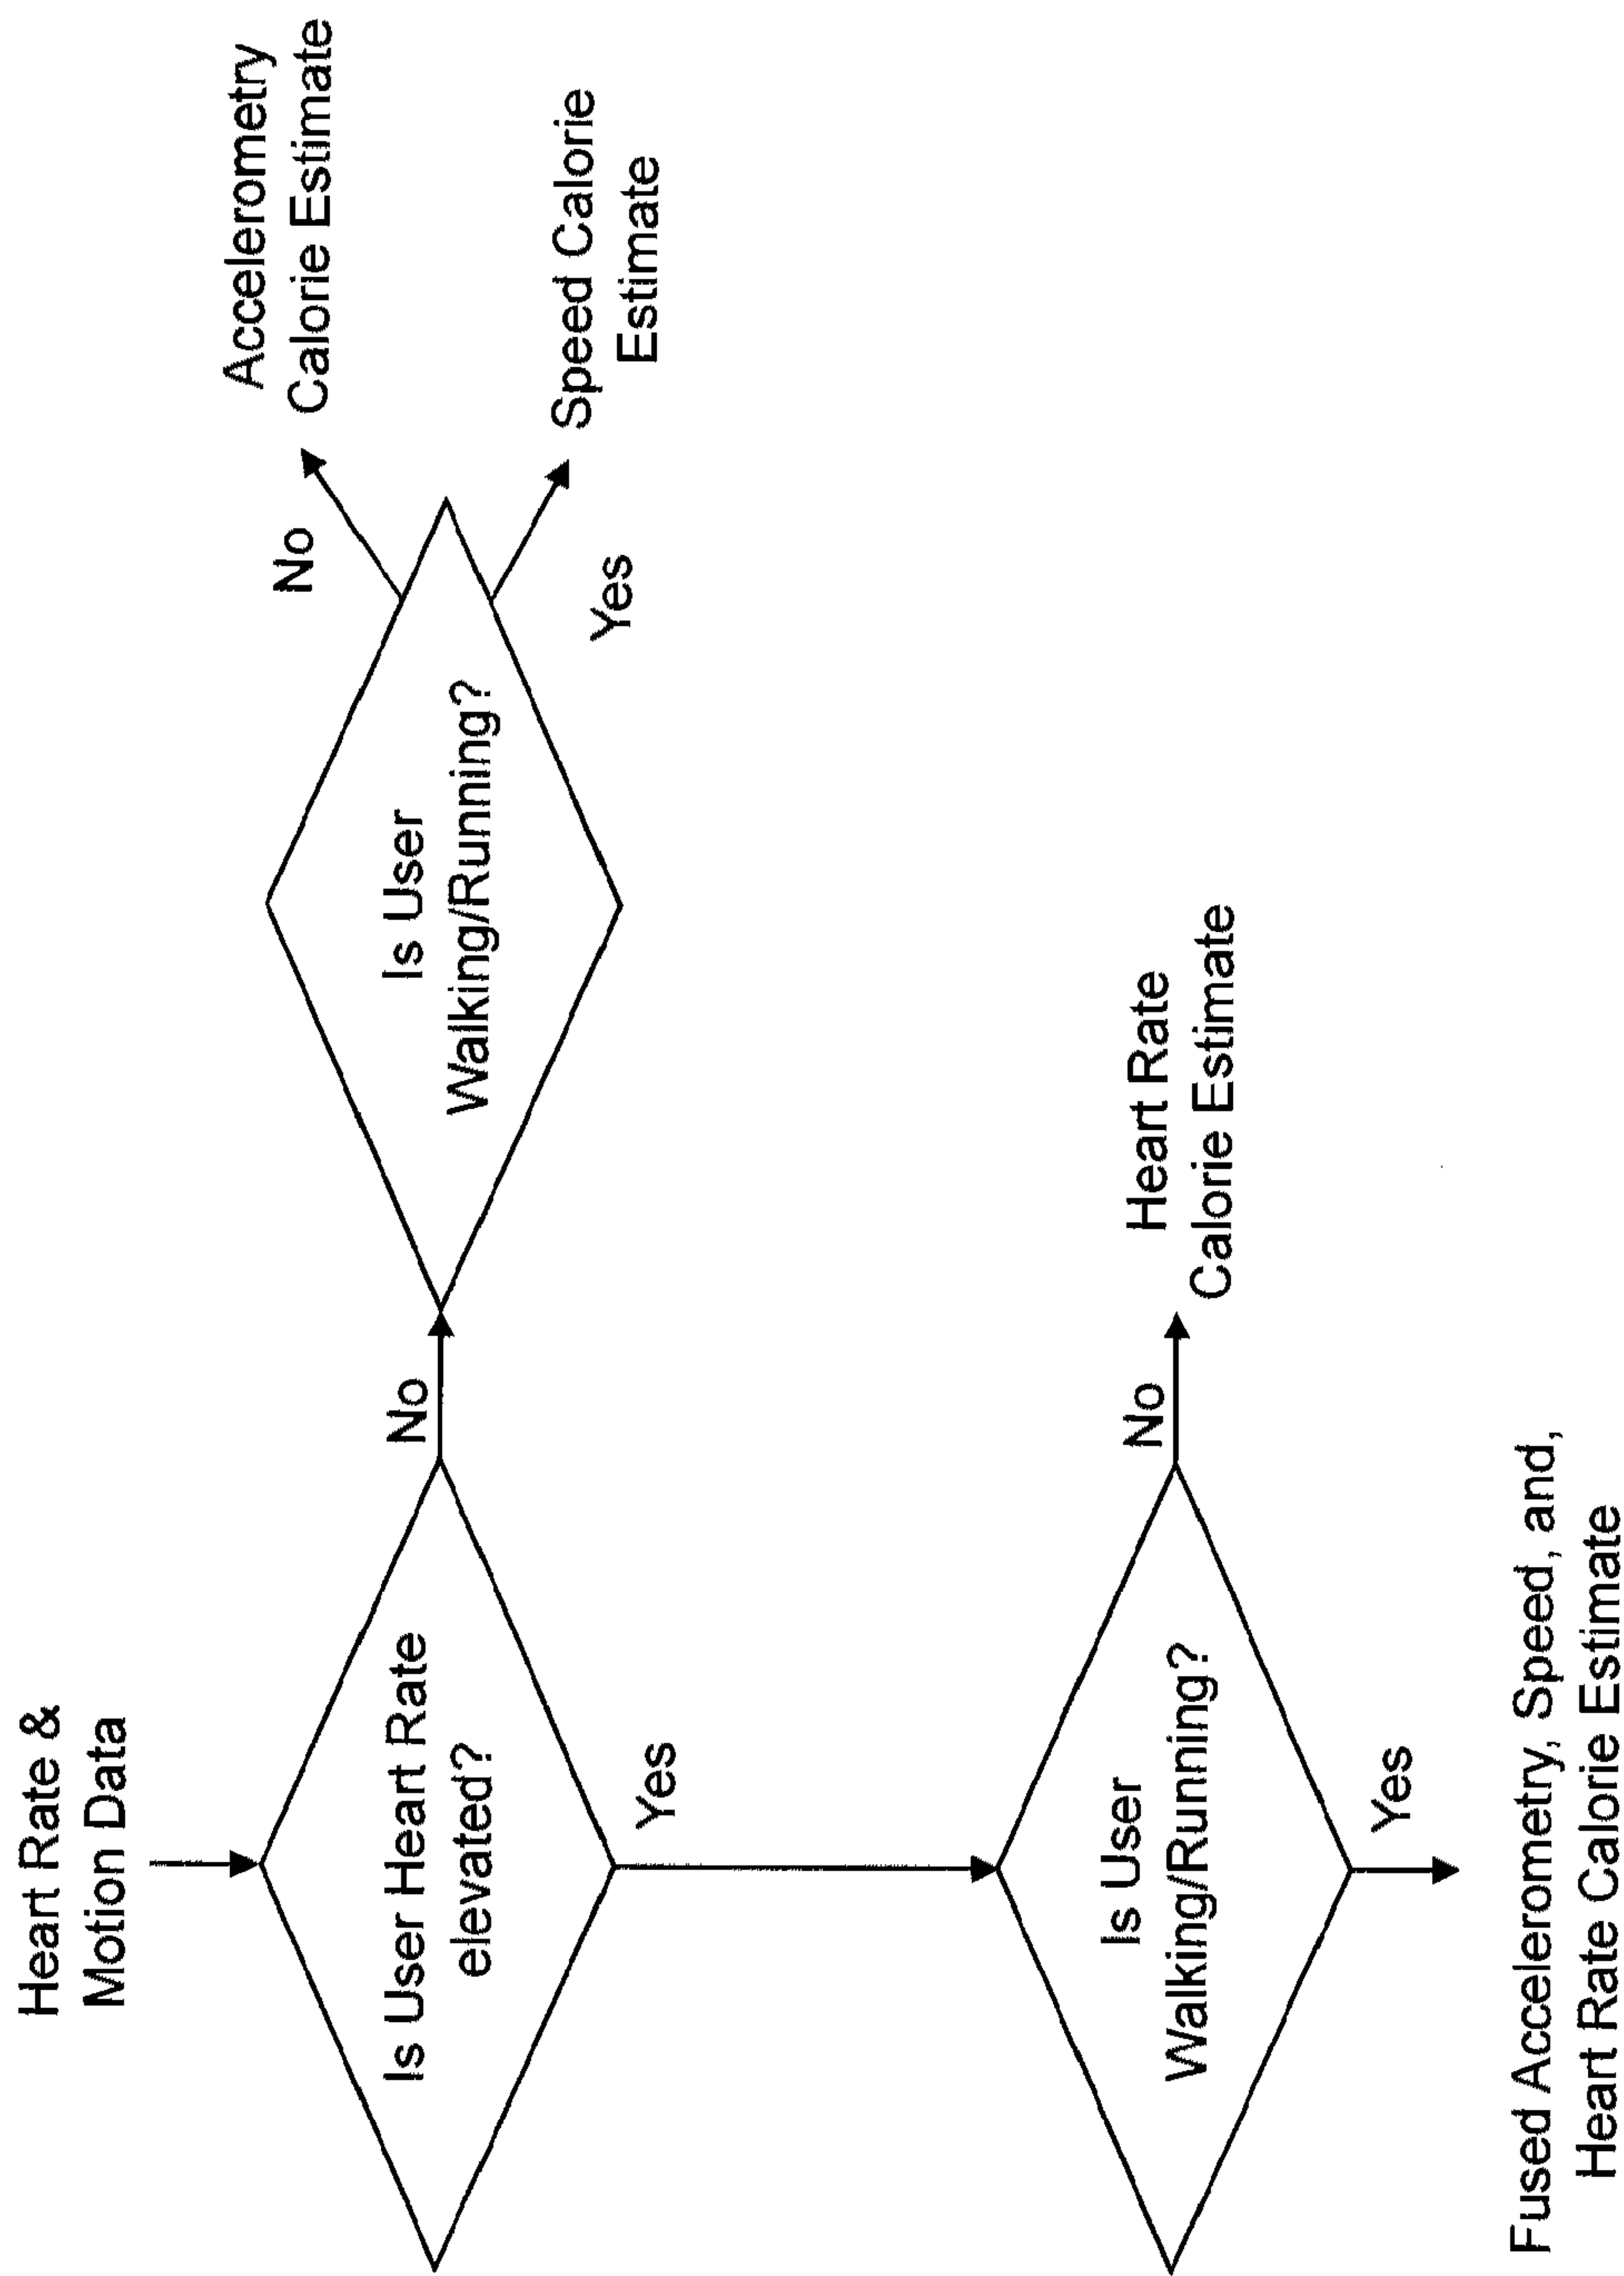 Heart Rate &
Motion Data
Is User Heart Rate
elevated?
No
Is User
Walking/Running?
No
Accelerometry
Calorie Estimate
Yes
Speed Calorie
Estimate
Yes
Is User
Walking/Running?
No
Heart Rate
Calorie Estimate
Yes
Fused Accelerometry, Speed, and,
Heart Rate Calorie Estimate